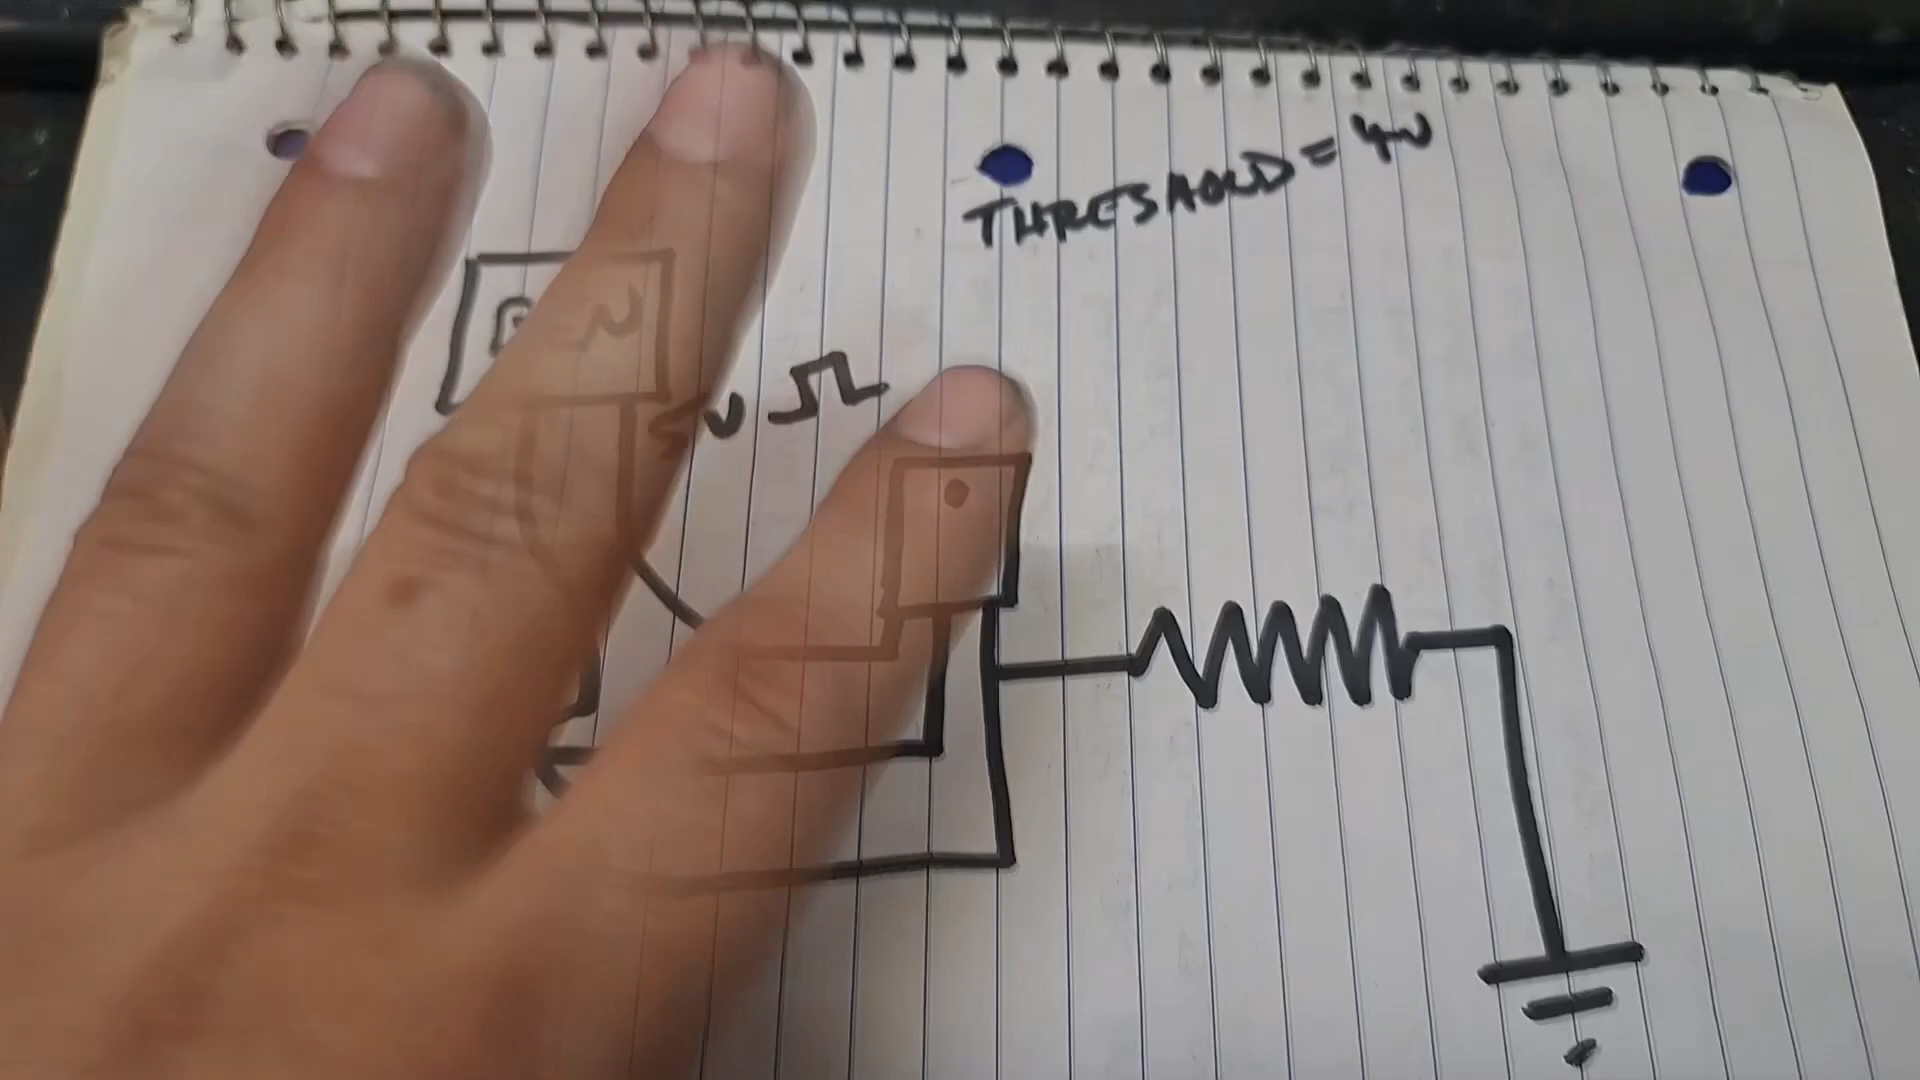 THRESHOLD = 4V
5V